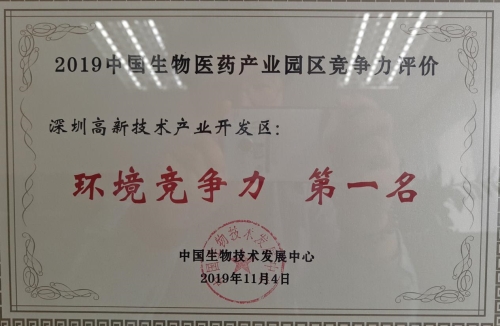 2019中国生物医药产业园区竞争力评价
深圳高新技术产业开发区:
环境竞争力 第一名
中国生物技术发展中心
2019年11月4日